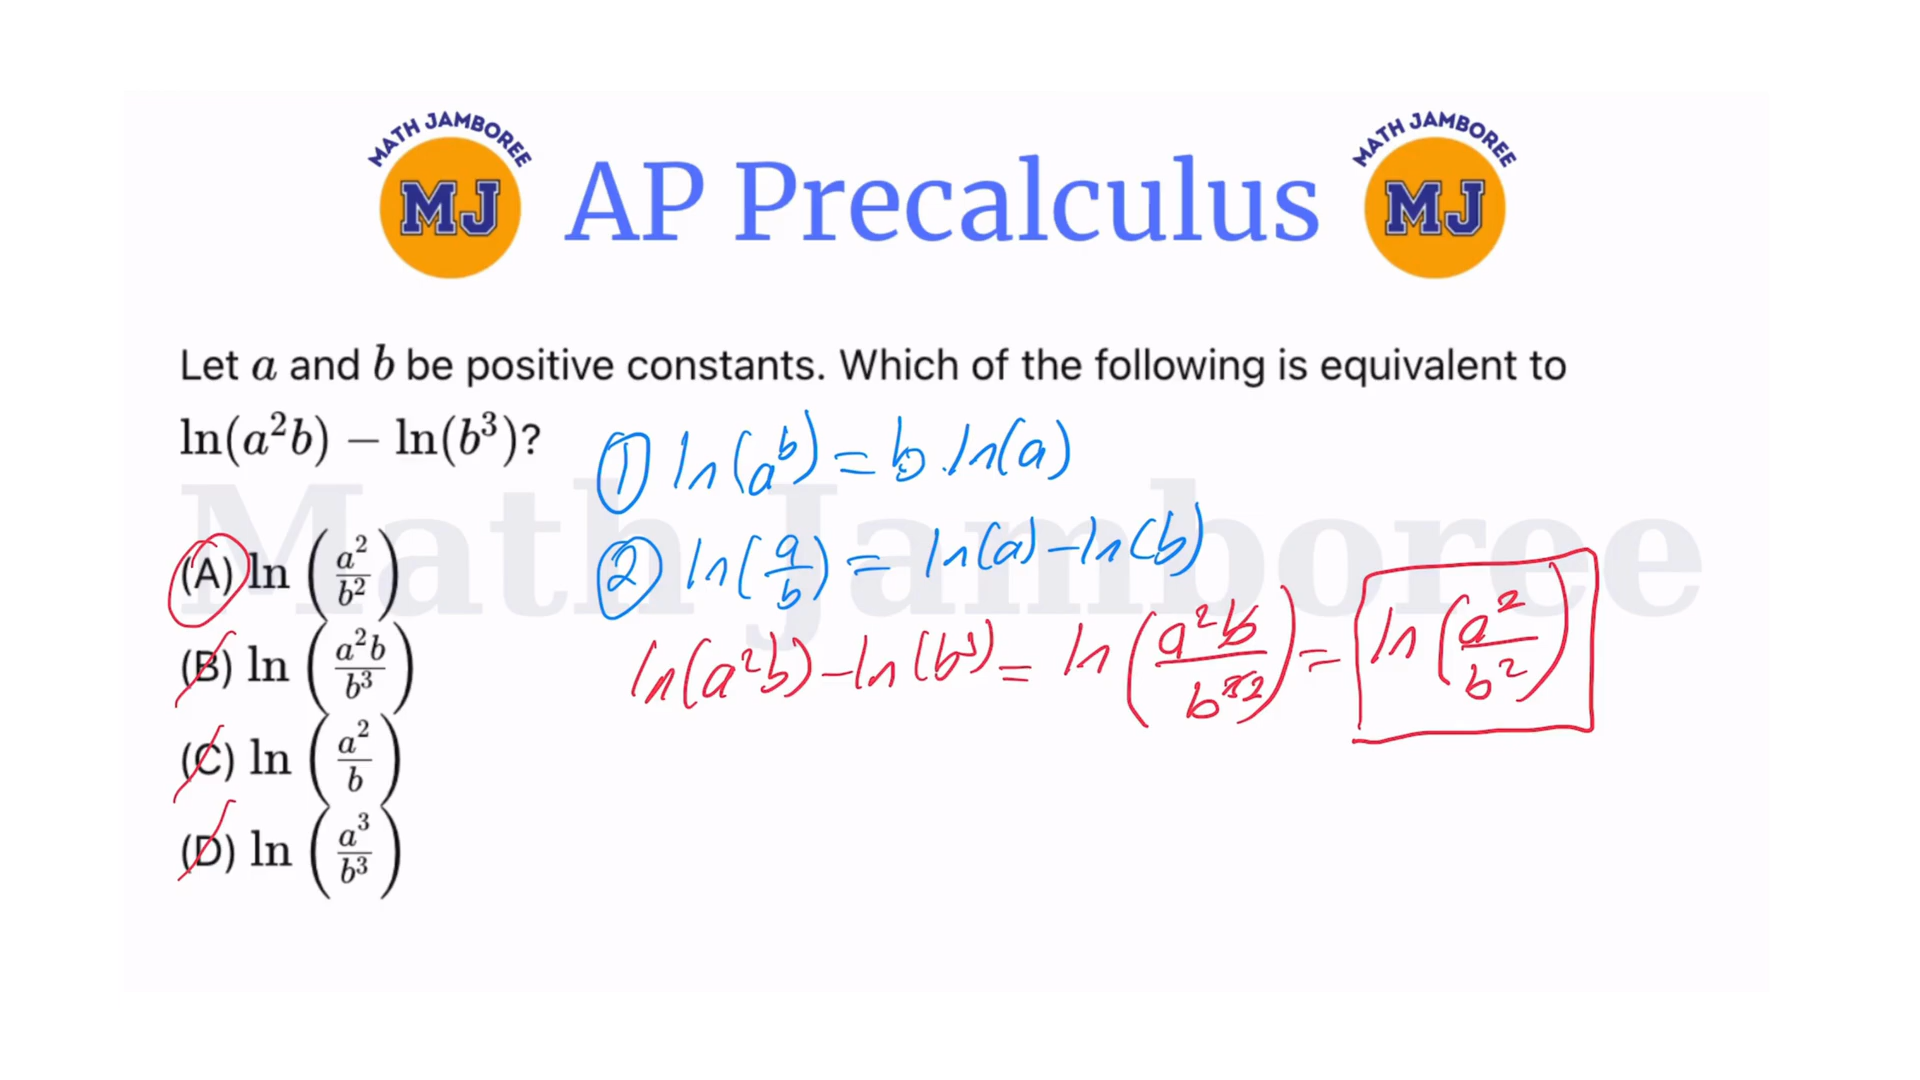 MATH JAMBOREE
MJ
AP Precalculus
MATH JAMBOREE
MJ
Let a and b be positive constants. Which of the following is equivalent to
ln(a²b) − ln(b³)?
① ln(a^b) = b · ln(a)
② ln(a/b) = ln(a) − ln(b)
Math Jamboree
(A) ln (a²/b²)
(B) ln (a²b/b³)
(C) ln (a²/b)
(D) ln (a³/b³)
ln(a²b) − ln(b³) = ln (a²b/b³ ²) = ln (a²/b²)